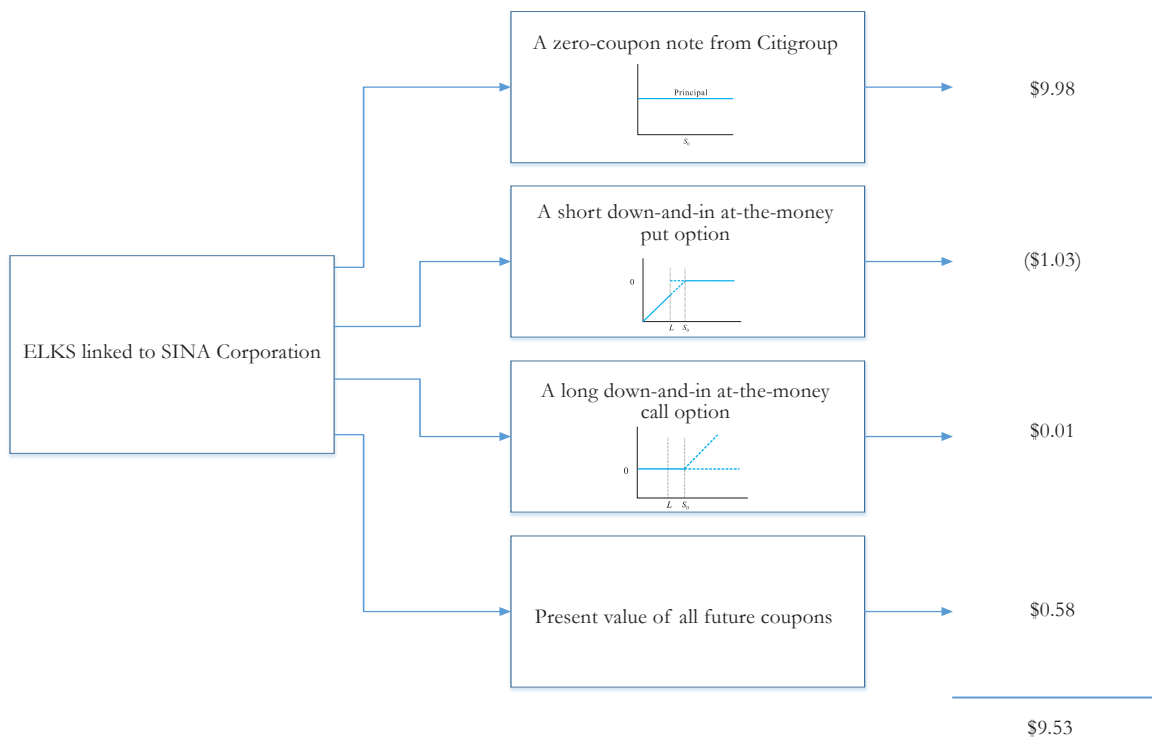 A zero-coupon note from Citigroup
Principal
S₀
$9.98
A short down-and-in at-the-money
put option
0
L
S₀
($1.03)
ELKS linked to SINA Corporation
A long down-and-in at-the-money
call option
0
L
S₀
$0.01
Present value of all future coupons
$0.58
$9.53